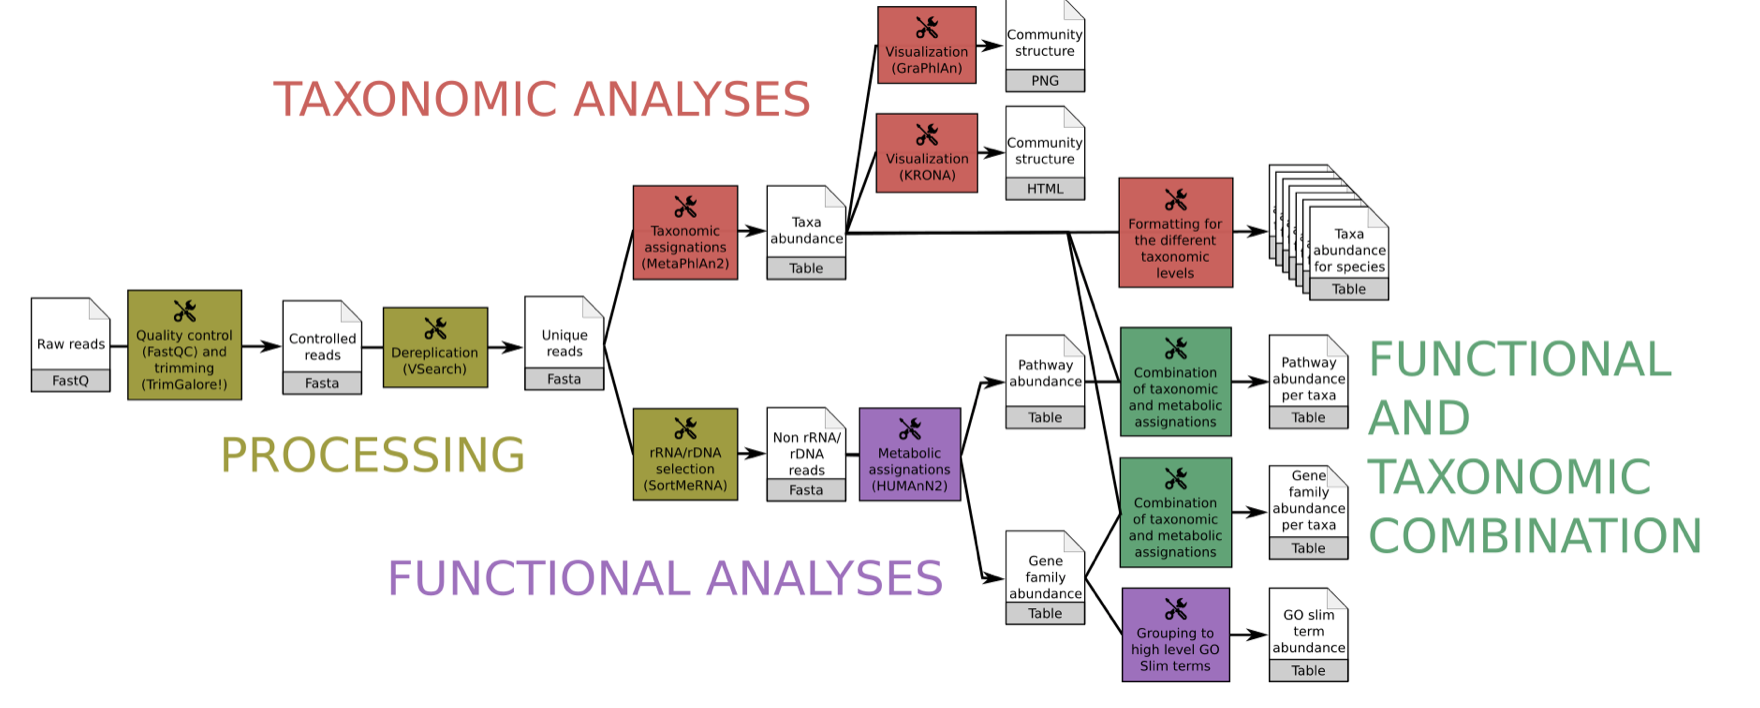 TAXONOMIC ANALYSES
Visualization
(GraPhlAn)
Community
structure
PNG
Visualization
(KRONA)
Community
structure
HTML
Taxonomic
assignations
(MetaPhlAn2)
Taxa
abundance
Table
Formatting for
the different
taxonomic
levels
Taxa
abundance
for species
Table
Raw reads
FastQ
Quality control
(FastQC) and
trimming
(TrimGalore!)
Controlled
reads
Fasta
Dereplication
(VSearch)
Unique
reads
Fasta
PROCESSING
rRNA/rDNA
selection
(SortMeRNA)
Non rRNA/
rDNA
reads
Fasta
Metabolic
assignations
(HUMAnN2)
Pathway
abundance
Table
Combination
of taxonomic
and metabolic
assignations
Pathway
abundance
per taxa
Table
FUNCTIONAL
AND
TAXONOMIC
COMBINATION
Combination
of taxonomic
and metabolic
assignations
Gene
family
abundance
per taxa
Table
FUNCTIONAL ANALYSES
Gene
family
abundance
Table
Grouping to
high level GO
Slim terms
GO slim
term
abundance
Table